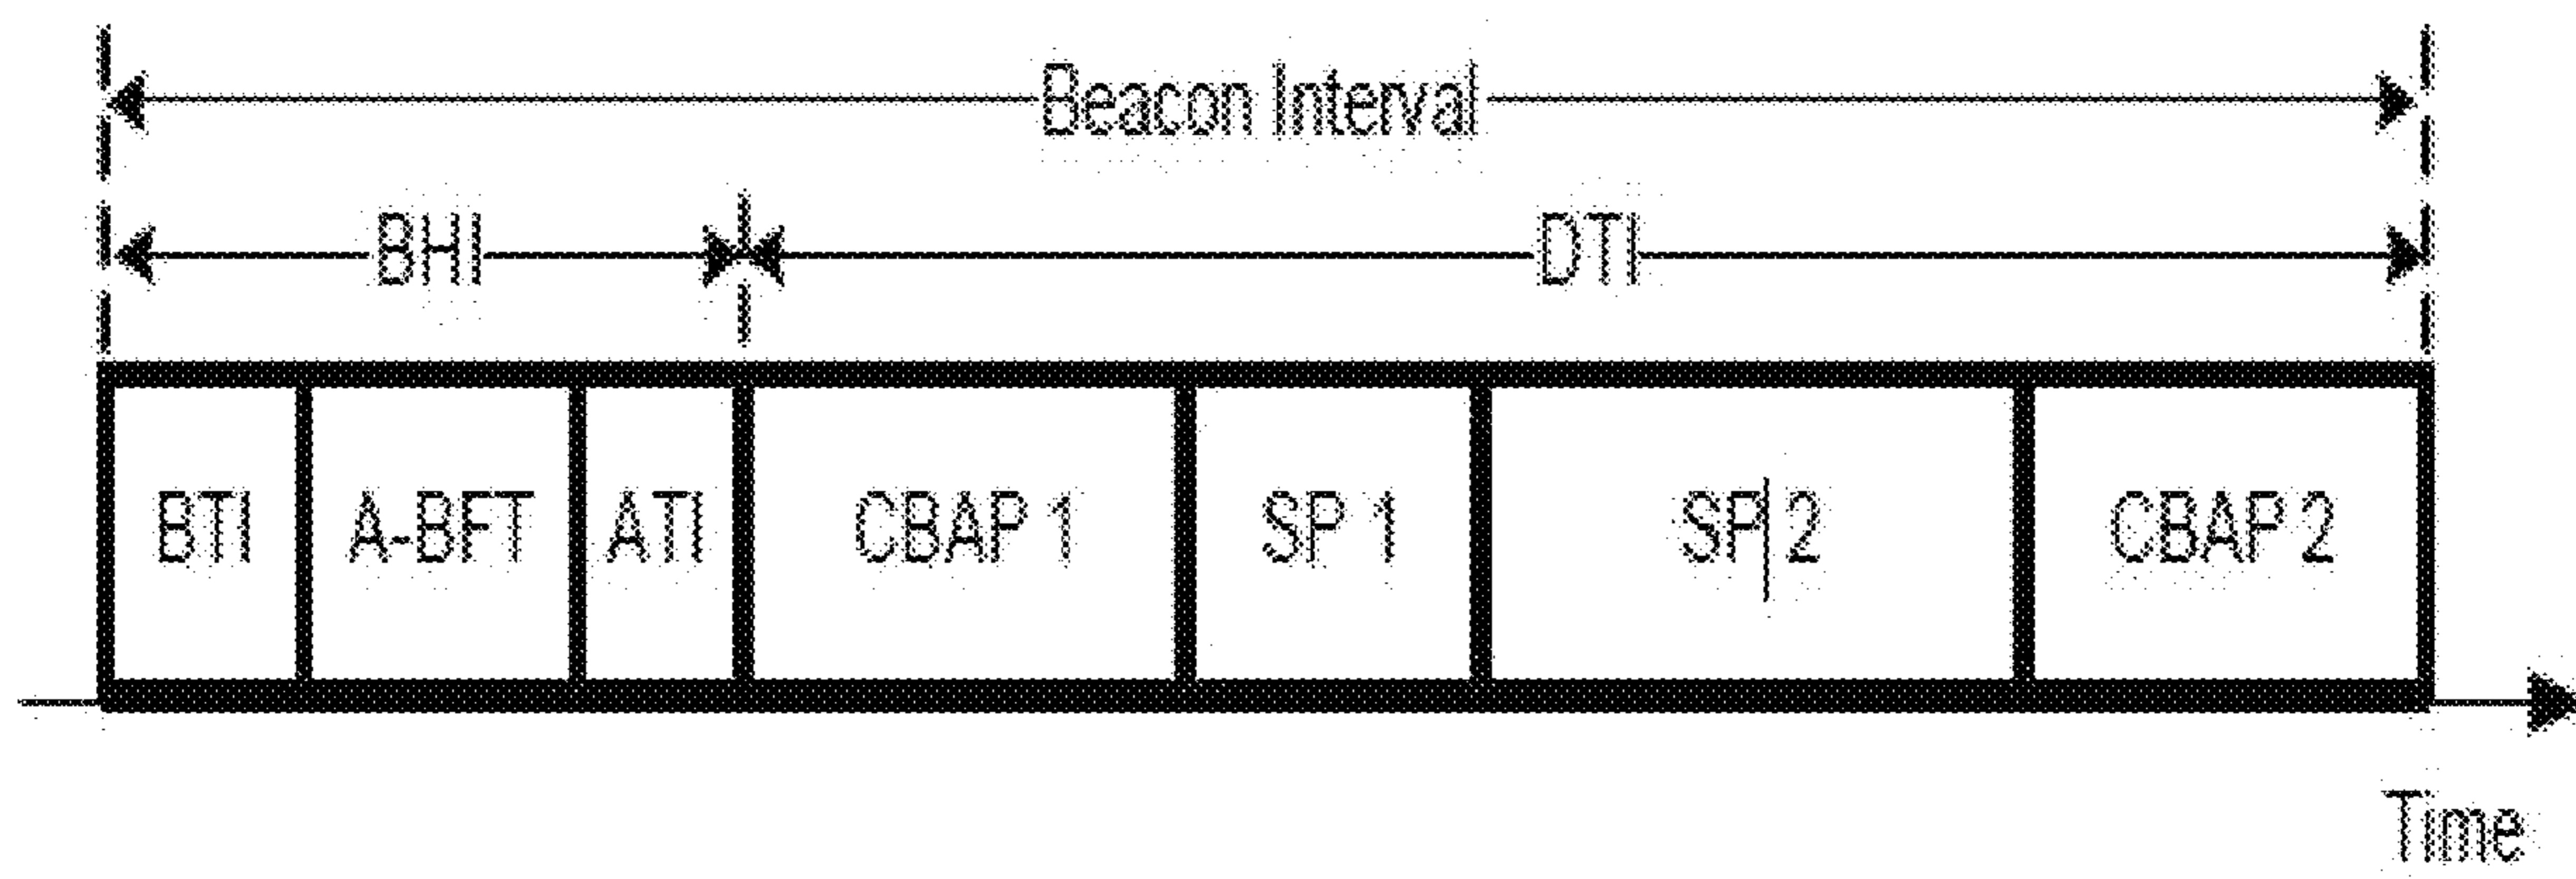 Beacon Interval
BHI DTI
BTI A-BFT ATI CBAP 1 SP 1 SP 2 CBAP 2
Time